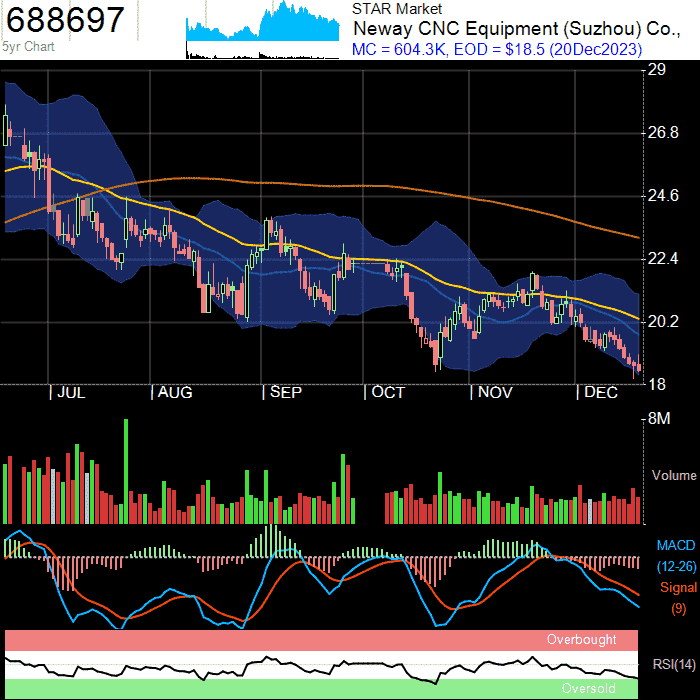 688697
5yr Chart
STAR Market
Neway CNC Equipment (Suzhou) Co.,
MC = 604.3K, EOD = $18.5 (20Dec2023)
29
26.8
24.6
22.4
20.2
18
| JUL | AUG | SEP | OCT | NOV | DEC
8M
Volume
MACD
(12-26)
Signal
(9)
Overbought
RSI(14)
Oversold